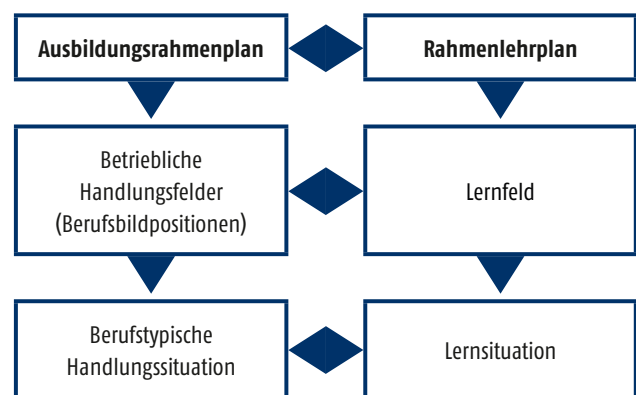 Ausbildungsrahmenplan
Rahmenlehrplan
Betriebliche
Handlungsfelder
(Berufsbildpositionen)
Lernfeld
Berufstypische
Handlungssituation
Lernsituation